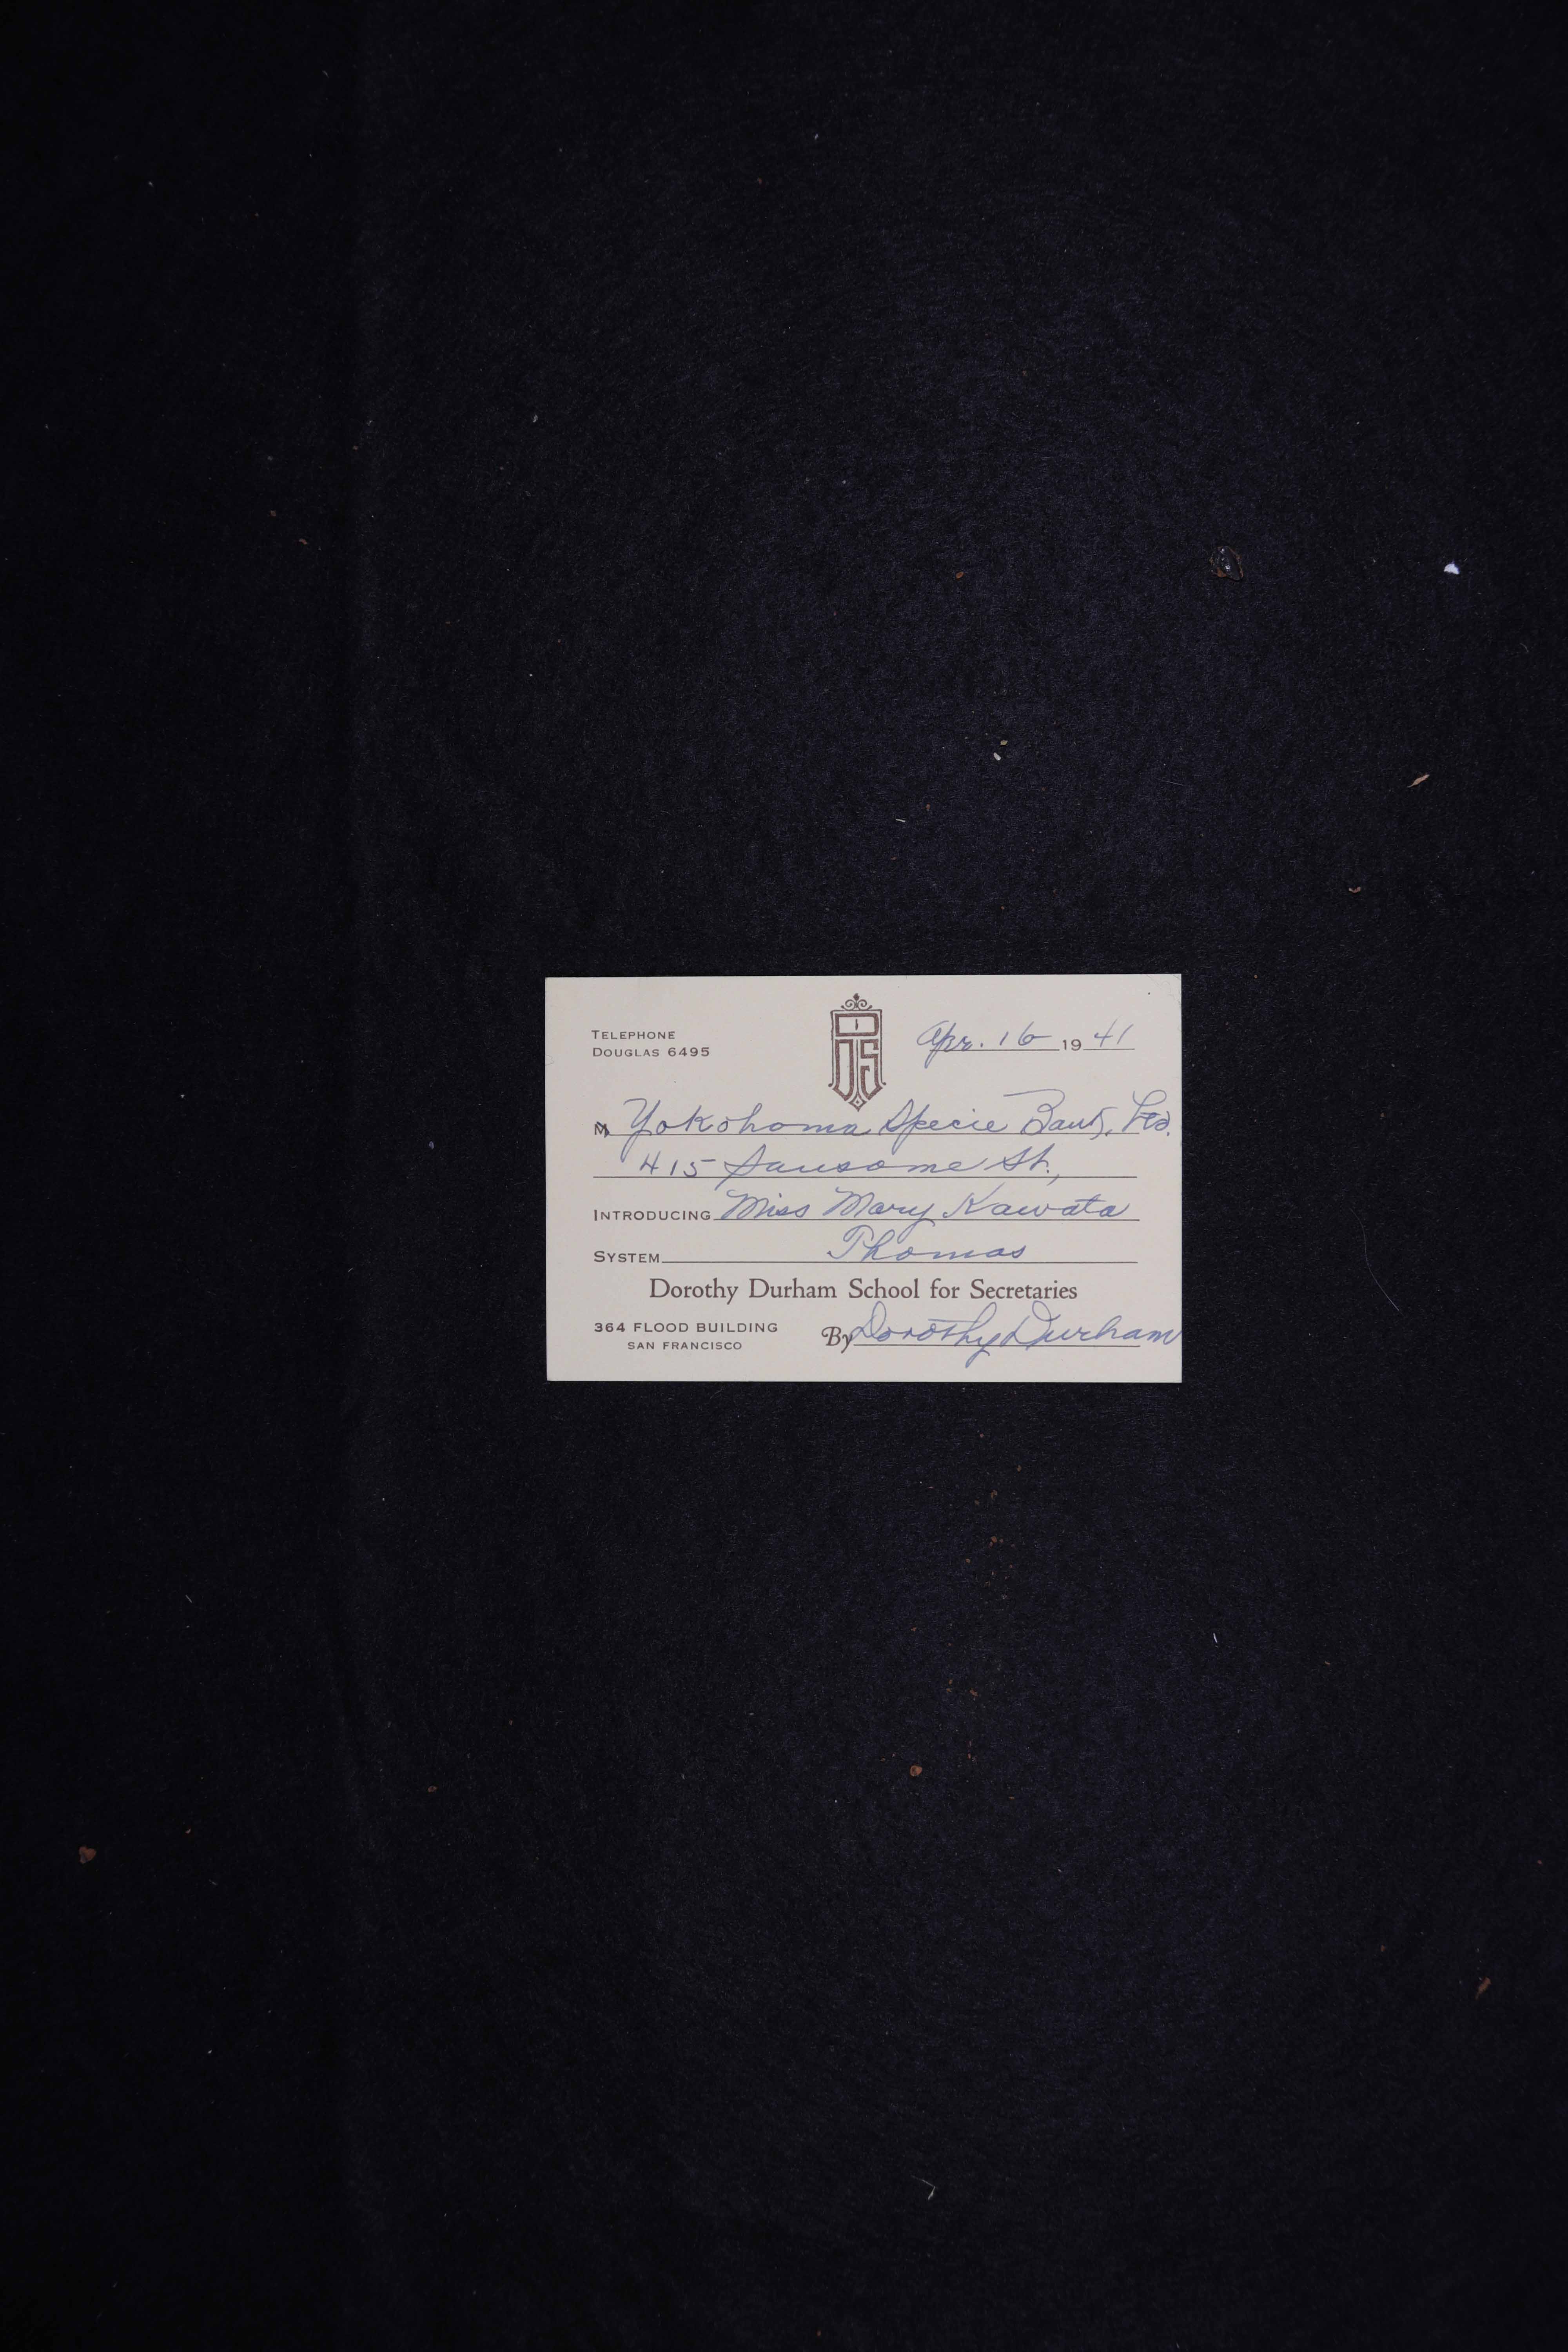 TELEPHONE
DOUGLAS 6495
DDS
Apr. 16 1941
M Yokohoma Specie Bank, Ltd.
415 Sansome St.,
INTRODUCING Miss Mary Kawata
SYSTEM Thomas
Dorothy Durham School for Secretaries
364 FLOOD BUILDING
SAN FRANCISCO
By Dorothy Durham